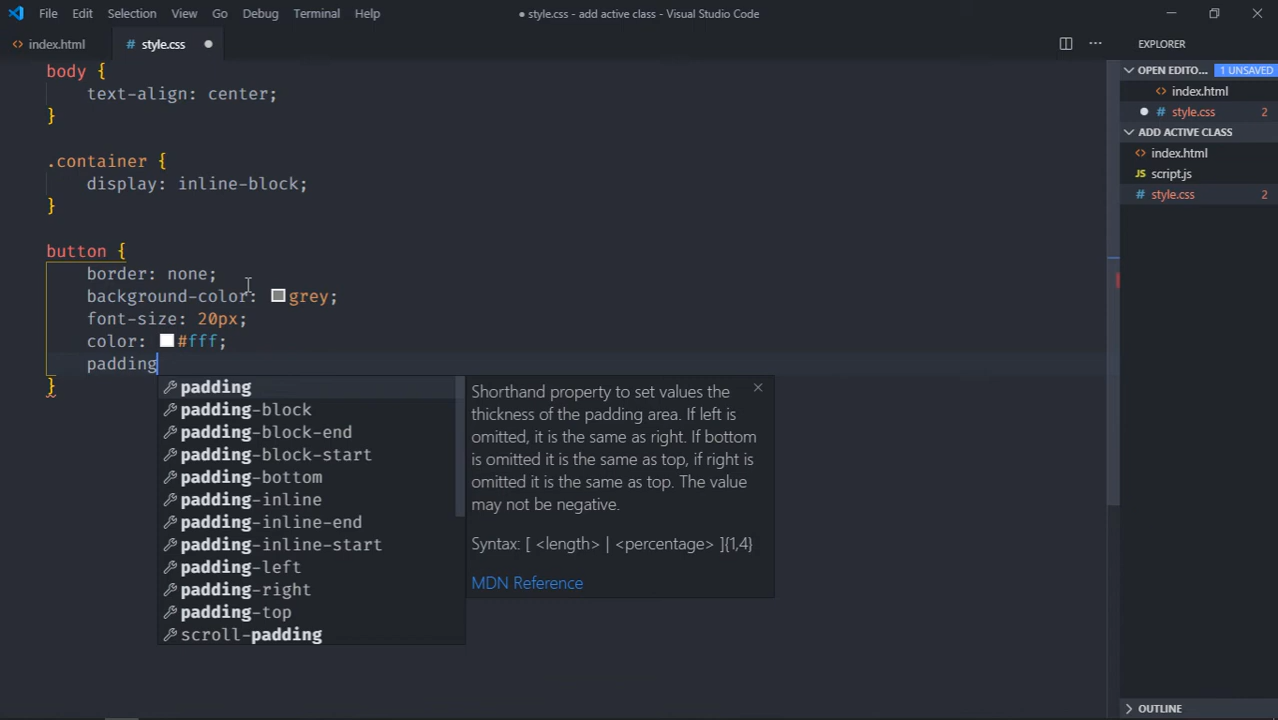 File Edit Selection View Go Debug Terminal Help
● style.css - add active class - Visual Studio Code
<> index.html
# style.css ●
EXPLORER
OPEN EDITO... 1 UNSAVED
<> index.html
● # style.css 2
ADD ACTIVE CLASS
<> index.html
JS script.js
# style.css 2
OUTLINE
body {
text-align: center;
}
.container {
display: inline-block;
}
button {
border: none;
background-color: grey;
font-size: 20px;
color: #fff;
padding
}
padding
padding-block
padding-block-end
padding-block-start
padding-bottom
padding-inline
padding-inline-end
padding-inline-start
padding-left
padding-right
padding-top
scroll-padding
Shorthand property to set values the
thickness of the padding area. If left is
omitted, it is the same as right. If bottom
is omitted it is the same as top, if right is
omitted it is the same as top. The value
may not be negative.
Syntax: [ <length> | <percentage> ]{1,4}
MDN Reference